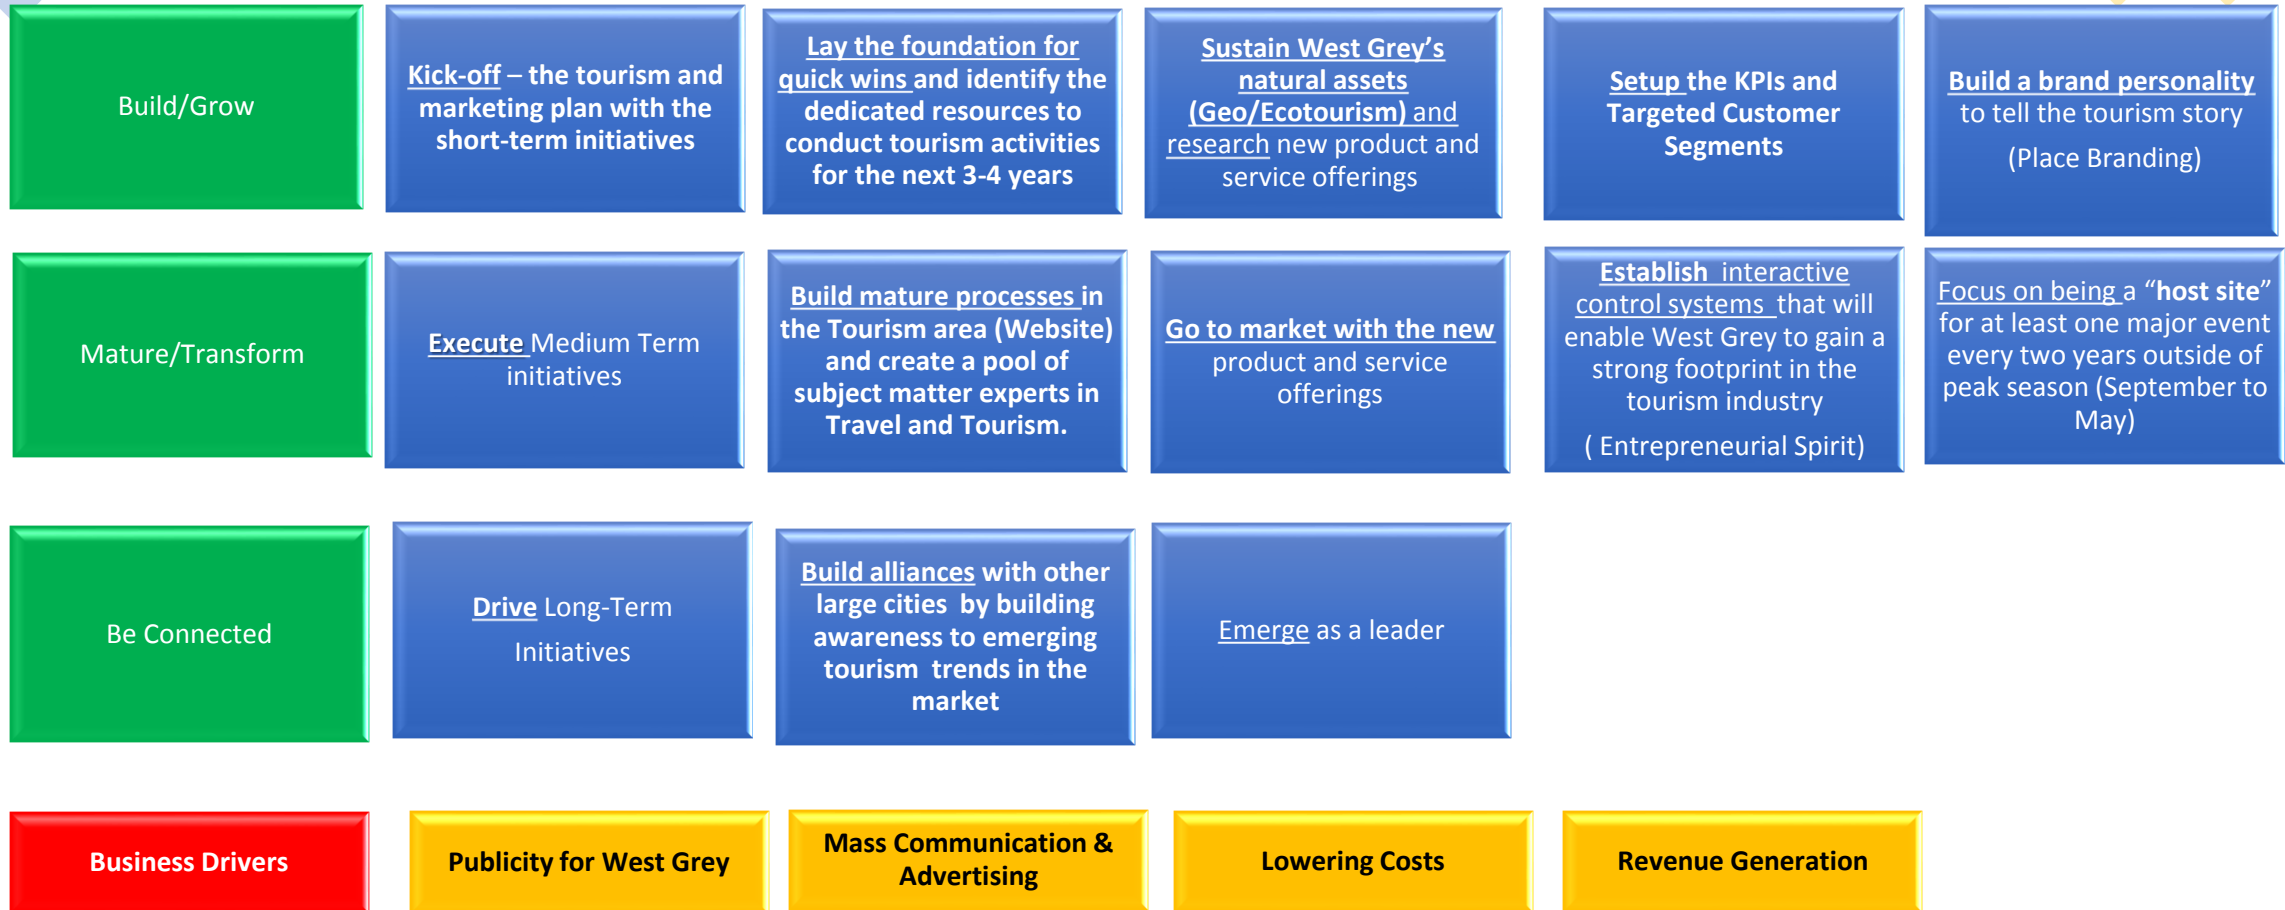 Build/Grow
Kick-off – the tourism and
marketing plan with the
short-term initiatives
Lay the foundation for
quick wins and identify the
dedicated resources to
conduct tourism activities
for the next 3-4 years
Sustain West Grey’s
natural assets
(Geo/Ecotourism) and
research new product and
service offerings
Setup the KPIs and
Targeted Customer
Segments
Build a brand personality
to tell the tourism story
(Place Branding)
Mature/Transform
Execute Medium Term
initiatives
Build mature processes in
the Tourism area (Website)
and create a pool of
subject matter experts in
Travel and Tourism.
Go to market with the new
product and service
offerings
Establish interactive
control systems that will
enable West Grey to gain a
strong footprint in the
tourism industry
( Entrepreneurial Spirit)
Focus on being a “host site”
for at least one major event
every two years outside of
peak season (September to
May)
Be Connected
Drive Long-Term
Initiatives
Build alliances with other
large cities by building
awareness to emerging
tourism trends in the
market
Emerge as a leader
Business Drivers
Publicity for West Grey
Mass Communication &
Advertising
Lowering Costs
Revenue Generation